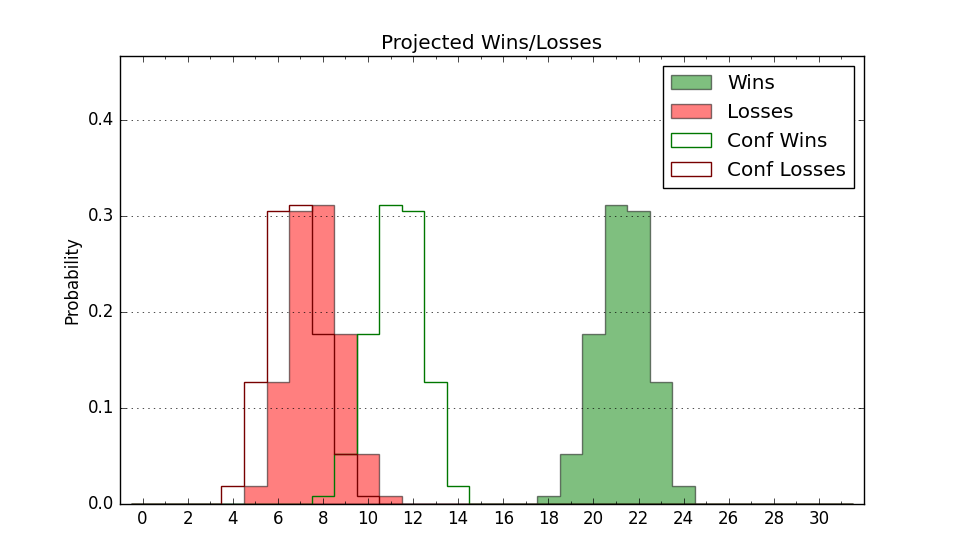 Projected Wins/Losses
Wins
Losses
Conf Wins
Conf Losses
Probability
0.4
0.3
0.2
0.1
0.0
0 2 4 6 8 10 12 14 16 18 20 22 24 26 28 30